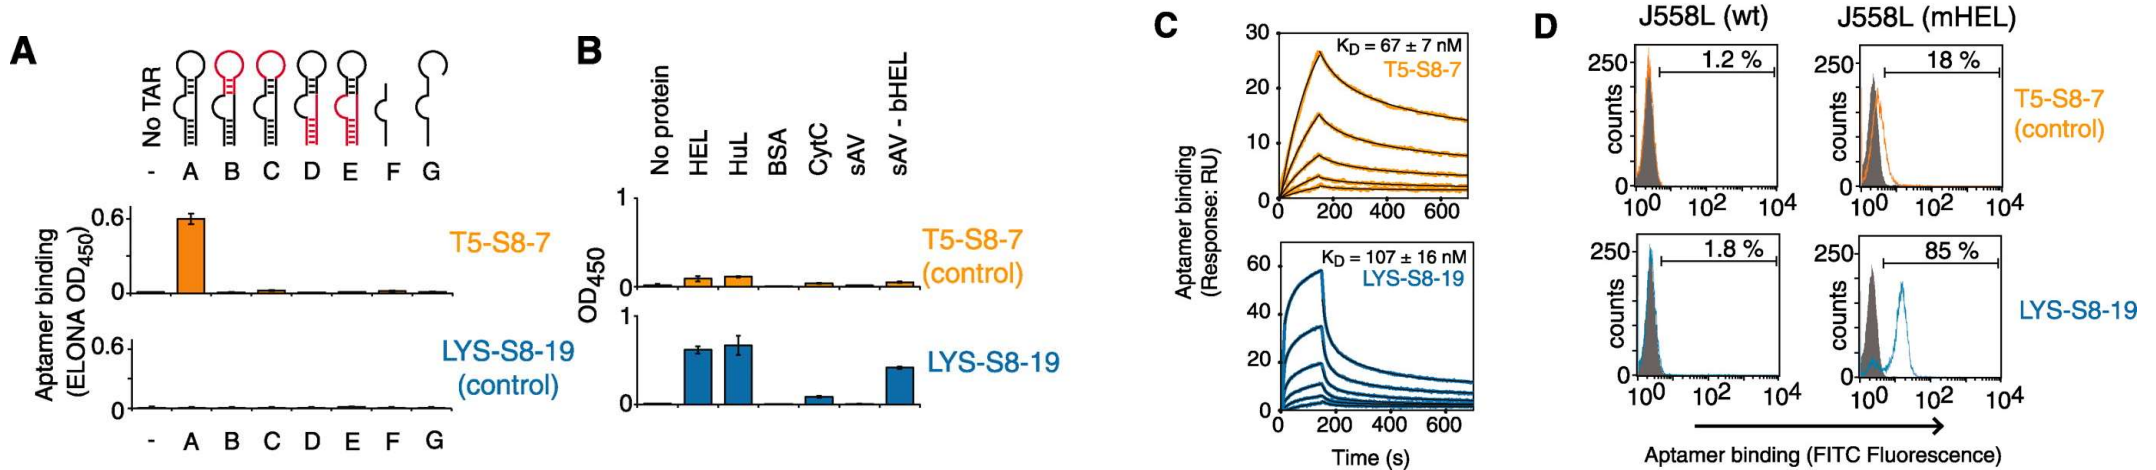 A
No TAR
- A B C D E F G
Aptamer binding
(ELONA OD450)
0.6
0
T5-S8-7
0.6
0
LYS-S8-19
(control)
- A B C D E F G
B
No protein
HEL
HuL
BSA
CytC
sAV
sAV - bHEL
OD450
1
0
T5-S8-7
(control)
1
0
LYS-S8-19
C
Aptamer binding
(Response: RU)
30
20
10
0
KD = 67 ± 7 nM
T5-S8-7
0 200 400 600
60
40
20
0
KD = 107 ± 16 nM
LYS-S8-19
0 200 400 600
Time (s)
D
J558L (wt)
J558L (mHEL)
counts
250
0
1.2 %
10^0 10^2 10^4
counts
250
0
18 %
10^0 10^2 10^4
T5-S8-7
(control)
counts
250
0
1.8 %
10^0 10^2 10^4
counts
250
0
85 %
10^0 10^2 10^4
LYS-S8-19
Aptamer binding (FITC Fluorescence)